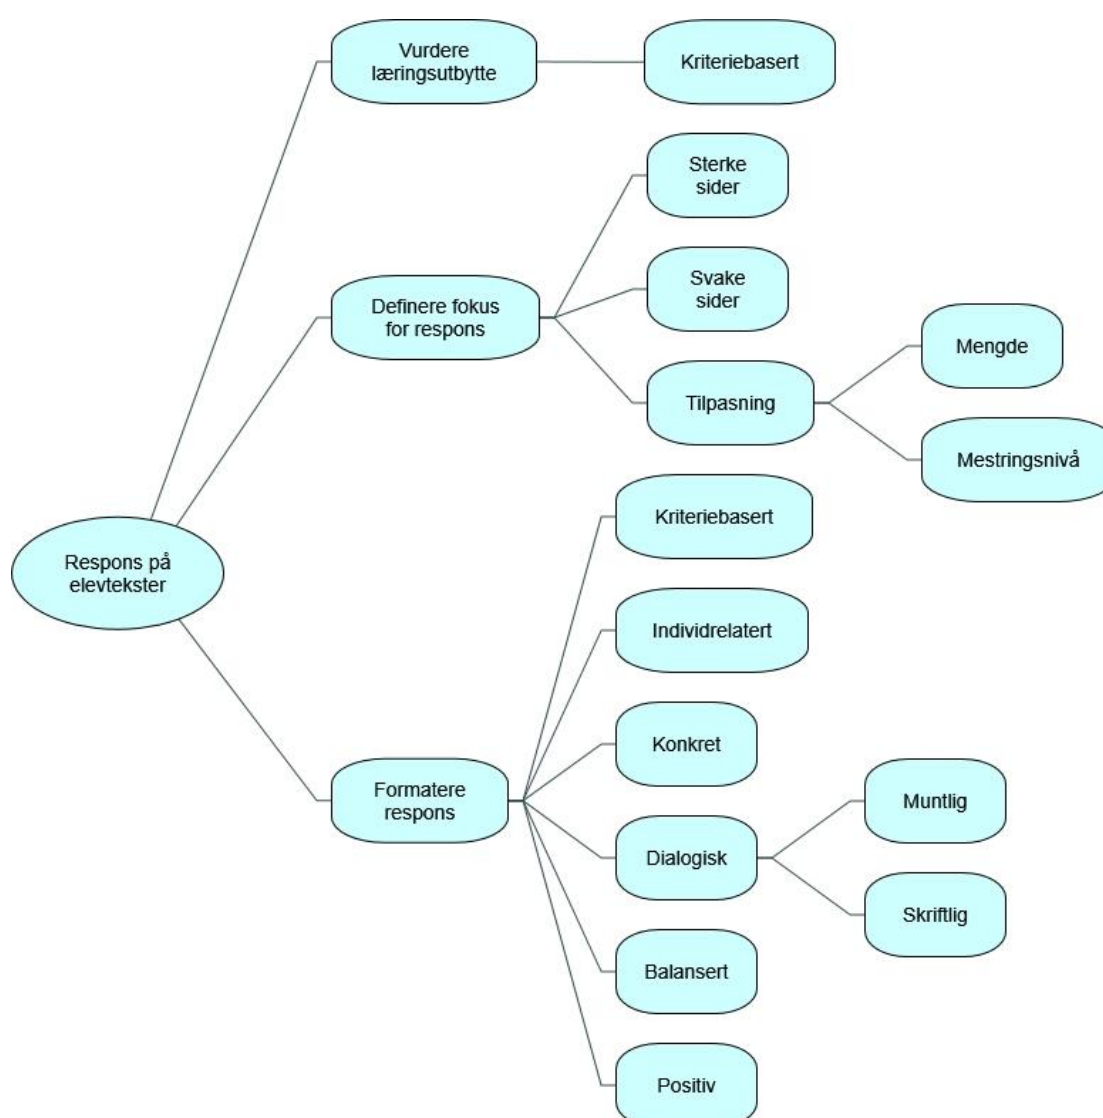 Vurdere
læringsutbytte
Kriteriebasert
Sterke
sider
Svake
sider
Definere fokus
for respons
Mengde
Tilpasning
Mestringsnivå
Kriteriebasert
Respons på
elevtekster
Individrelatert
Konkret
Formatere
respons
Muntlig
Dialogisk
Skriftlig
Balansert
Positiv